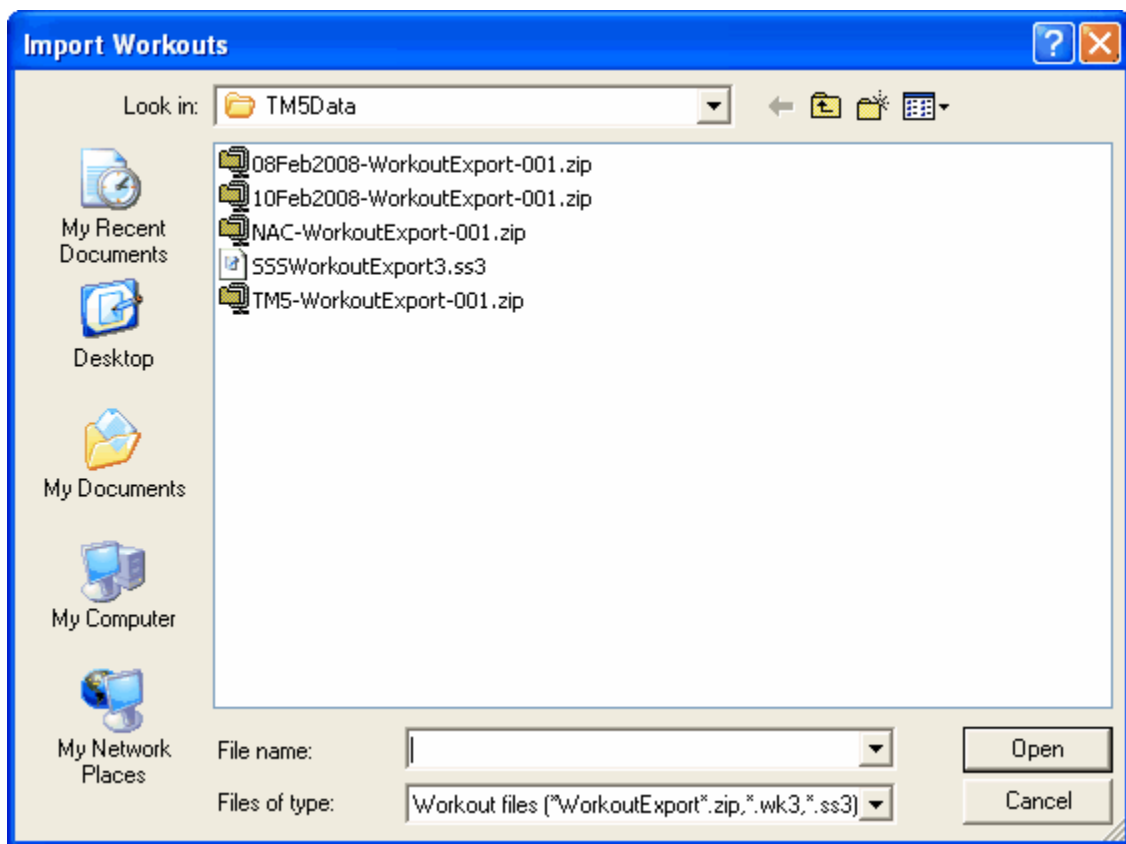 Import Workouts
Look in: TM5Data
08Feb2008-WorkoutExport-001.zip
10Feb2008-WorkoutExport-001.zip
NAC-WorkoutExport-001.zip
SSSWorkoutExport3.ss3
TM5-WorkoutExport-001.zip
My Recent
Documents
Desktop
My Documents
My Computer
My Network
Places
File name:
Open
Files of type: Workout files (*WorkoutExport*.zip,*.wk3,*.ss3)
Cancel